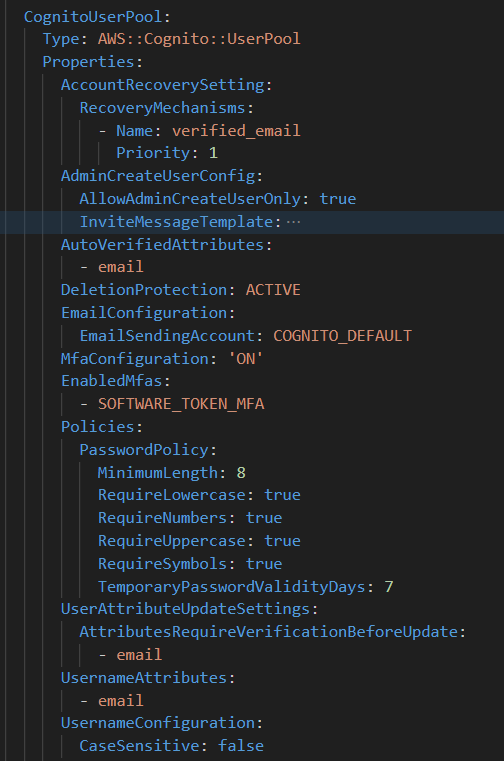 CognitoUserPool:
  Type: AWS::Cognito::UserPool
  Properties:
    AccountRecoverySetting:
      RecoveryMechanisms:
        - Name: verified_email
          Priority: 1
    AdminCreateUserConfig:
      AllowAdminCreateUserOnly: true
      InviteMessageTemplate:···
    AutoVerifiedAttributes:
      - email
    DeletionProtection: ACTIVE
    EmailConfiguration:
      EmailSendingAccount: COGNITO_DEFAULT
    MfaConfiguration: 'ON'
    EnabledMfas:
      - SOFTWARE_TOKEN_MFA
    Policies:
      PasswordPolicy:
        MinimumLength: 8
        RequireLowercase: true
        RequireNumbers: true
        RequireUppercase: true
        RequireSymbols: true
        TemporaryPasswordValidityDays: 7
    UserAttributeUpdateSettings:
      AttributesRequireVerificationBeforeUpdate:
        - email
    UsernameAttributes:
      - email
    UsernameConfiguration:
      CaseSensitive: false